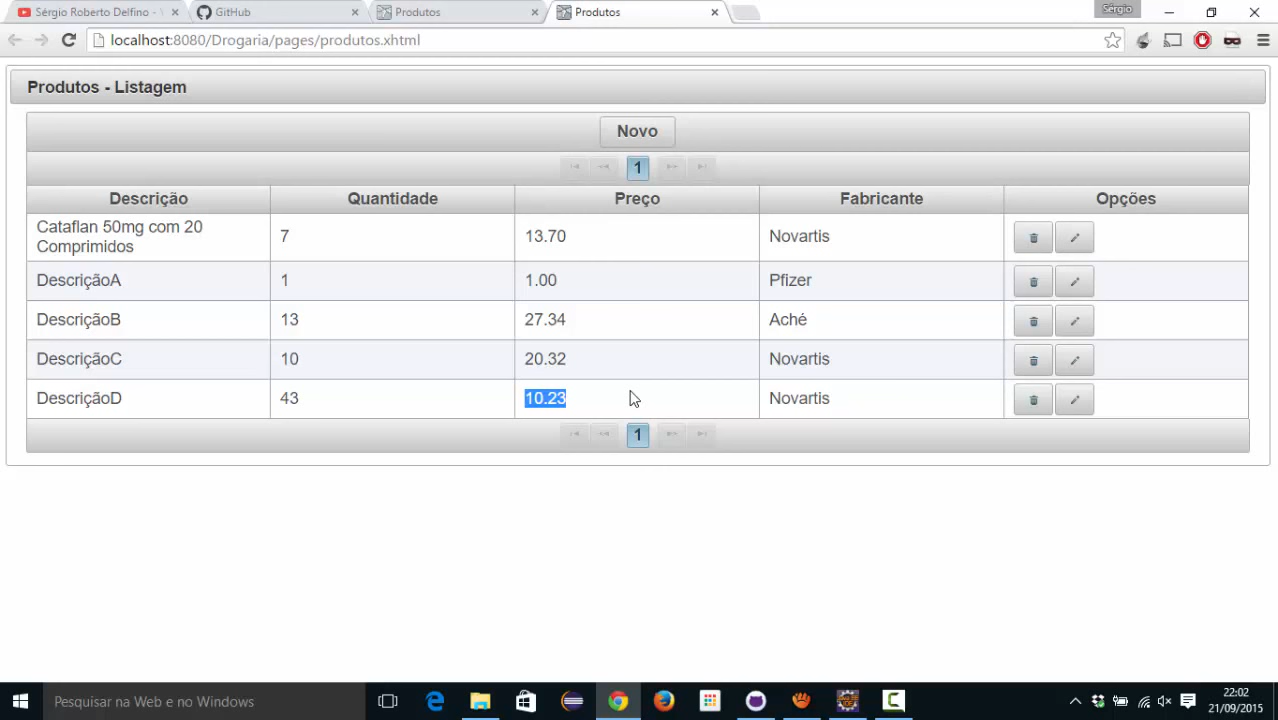 Sérgio Roberto Delfino -
GitHub
Produtos
Produtos
Sérgio
localhost:8080/Drogaria/pages/produtos.xhtml
Produtos - Listagem
Novo
1
Descrição Quantidade Preço Fabricante Opções
Cataflan 50mg com 20
Comprimidos
7 13.70 Novartis
DescriçãoA 1 1.00 Pfizer
DescriçãoB 13 27.34 Aché
DescriçãoC 10 20.32 Novartis
DescriçãoD 43 10.23 Novartis
1
Pesquisar na Web e no Windows
22:02
21/09/2015